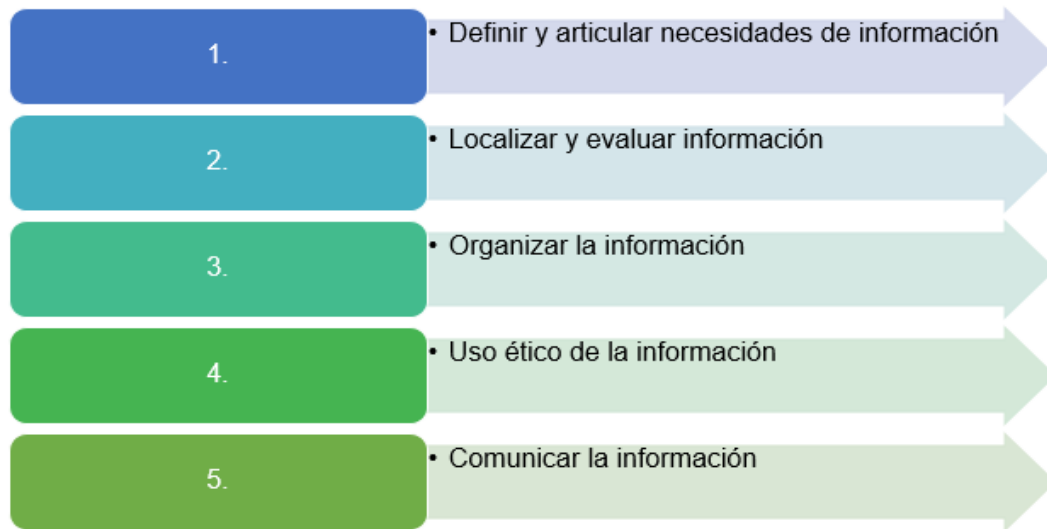 1.
• Definir y articular necesidades de información
2.
• Localizar y evaluar información
3.
• Organizar la información
4.
• Uso ético de la información
5.
• Comunicar la información